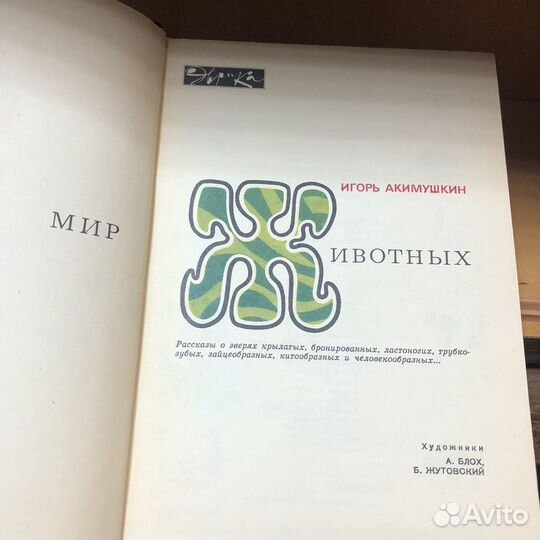 Эврика
ИГОРЬ АКИМУШКИН
МИР
ЖИВОТНЫХ
Рассказы о зверях крылатых, бронированных, ластоногих, трубко-
зубых, зайцеобразных, китообразных и человекообразных...
Художники
А. БЛОХ,
Б. ЖУТОВСКИЙ
Avito